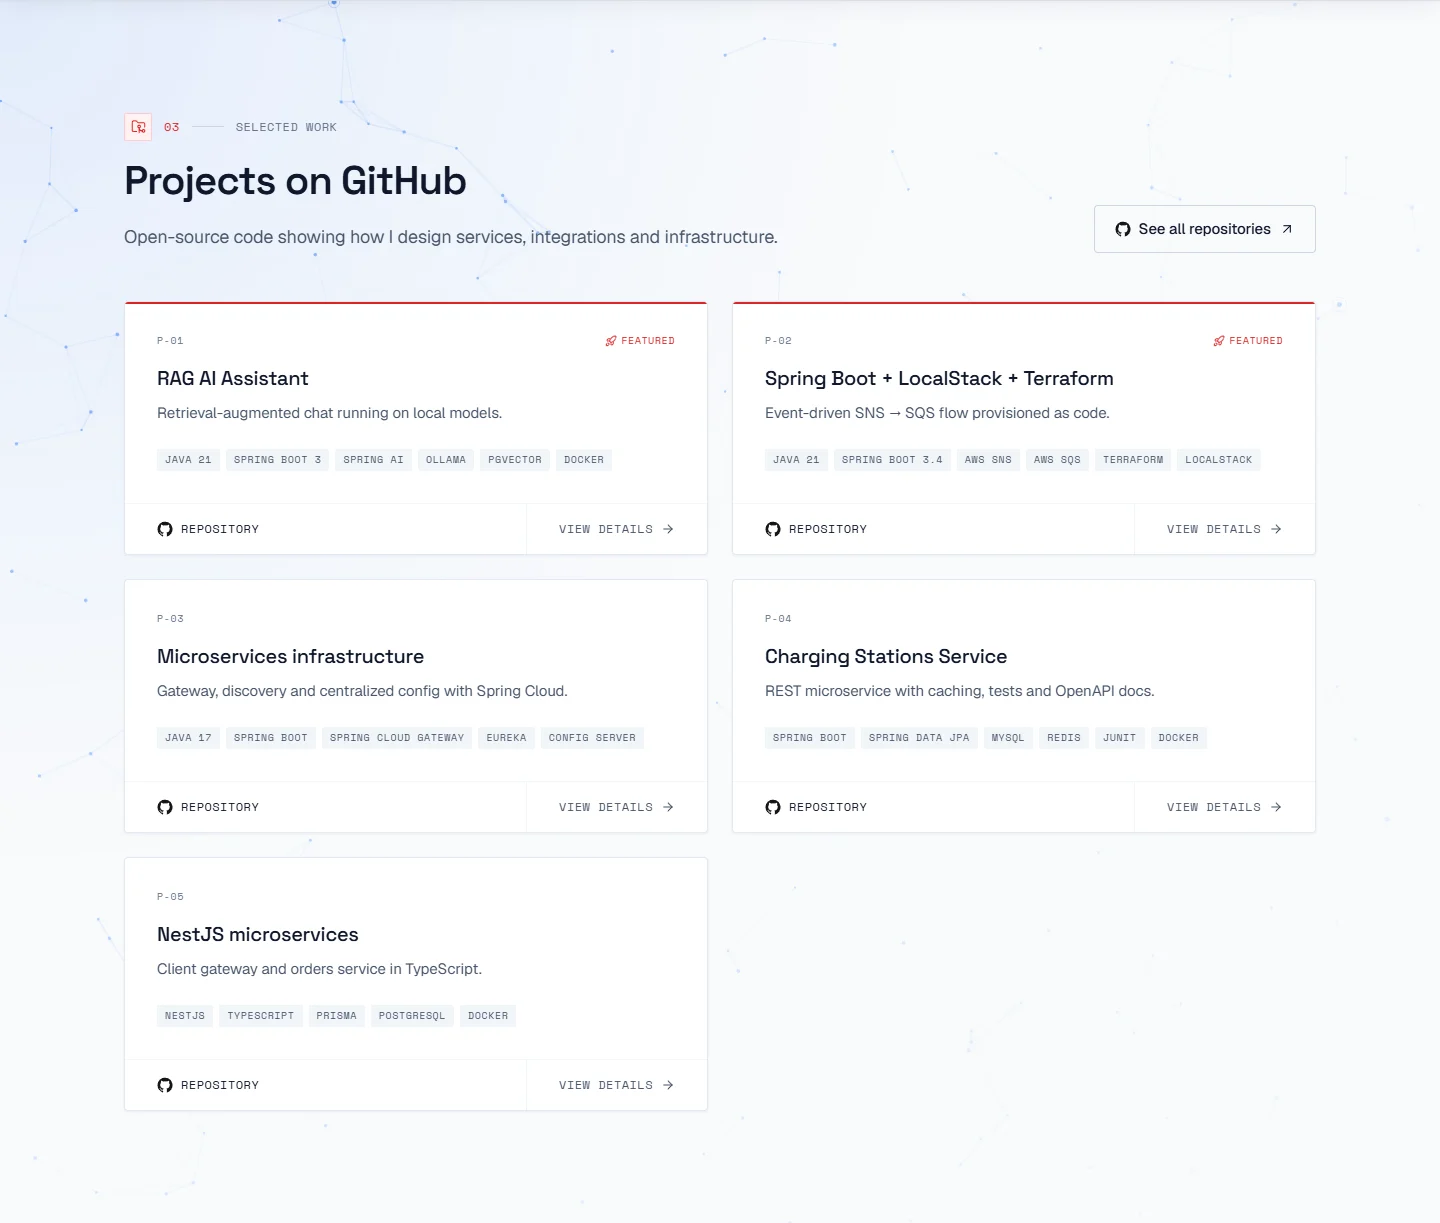 03 SELECTED WORK
Projects on GitHub
Open-source code showing how I design services, integrations and infrastructure.
See all repositories
P-01 FEATURED
RAG AI Assistant
Retrieval-augmented chat running on local models.
JAVA 21 SPRING BOOT 3 SPRING AI OLLAMA PGVECTOR DOCKER
REPOSITORY VIEW DETAILS →
P-02 FEATURED
Spring Boot + LocalStack + Terraform
Event-driven SNS → SQS flow provisioned as code.
JAVA 21 SPRING BOOT 3.4 AWS SNS AWS SQS TERRAFORM LOCALSTACK
REPOSITORY VIEW DETAILS →
P-03
Microservices infrastructure
Gateway, discovery and centralized config with Spring Cloud.
JAVA 17 SPRING BOOT SPRING CLOUD GATEWAY EUREKA CONFIG SERVER
REPOSITORY VIEW DETAILS →
P-04
Charging Stations Service
REST microservice with caching, tests and OpenAPI docs.
SPRING BOOT SPRING DATA JPA MYSQL REDIS JUNIT DOCKER
REPOSITORY VIEW DETAILS →
P-05
NestJS microservices
Client gateway and orders service in TypeScript.
NESTJS TYPESCRIPT PRISMA POSTGRESQL DOCKER
REPOSITORY VIEW DETAILS →